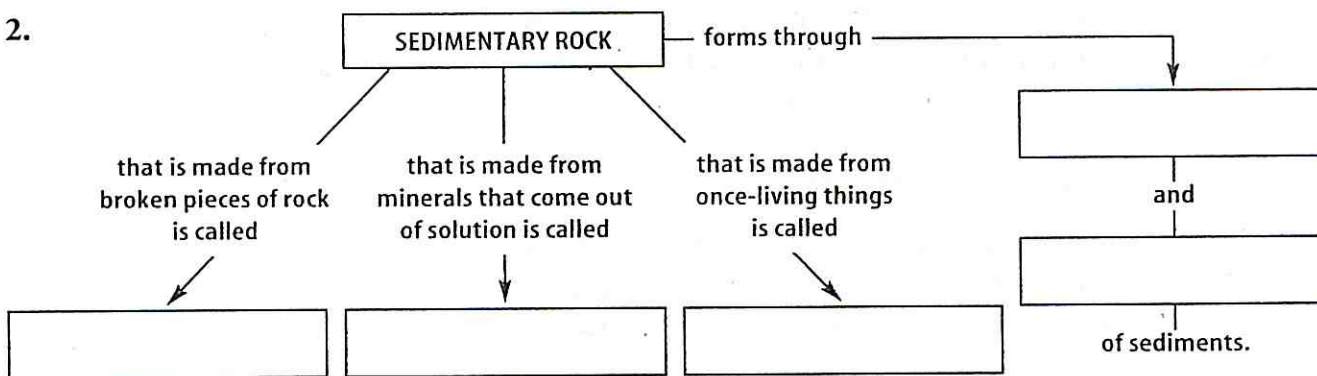 2.
SEDIMENTARY ROCK
forms through
that is made from
broken pieces of rock
is called
that is made from
minerals that come out
of solution is called
that is made from
once-living things
is called
and
of sediments.